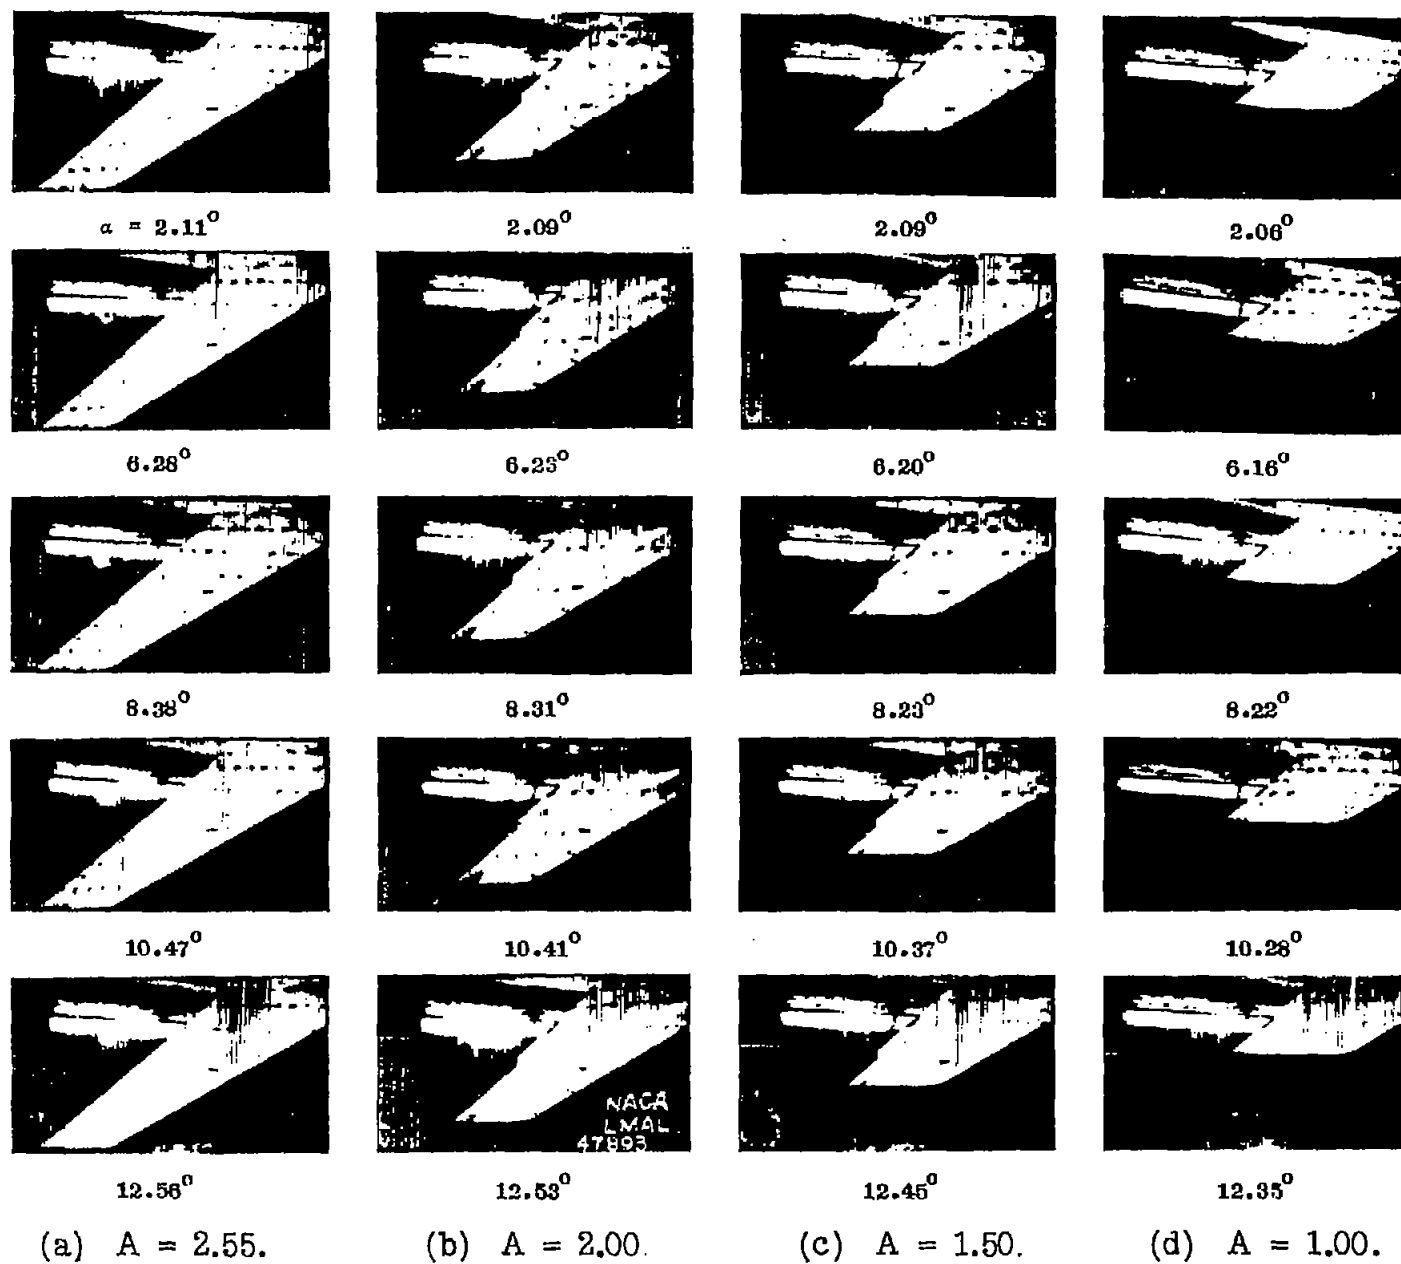 α = 2.11° 2.09° 2.09° 2.06°
6.28° 6.23° 6.20° 6.16°
8.38° 8.31° 8.23° 8.22°
10.47° 10.41° 10.37° 10.28°
NACA
LMAL
47893
12.56° 12.53° 12.45° 12.35°
(a) A = 2.55. (b) A = 2.00. (c) A = 1.50. (d) A = 1.00.